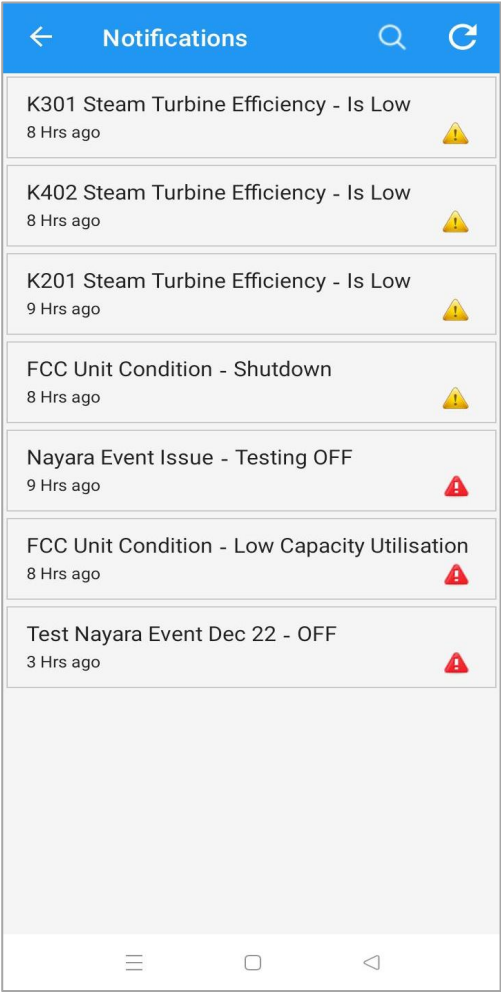 Notifications
K301 Steam Turbine Efficiency - Is Low
8 Hrs ago
K402 Steam Turbine Efficiency - Is Low
8 Hrs ago
K201 Steam Turbine Efficiency - Is Low
9 Hrs ago
FCC Unit Condition - Shutdown
8 Hrs ago
Nayara Event Issue - Testing OFF
9 Hrs ago
FCC Unit Condition - Low Capacity Utilisation
8 Hrs ago
Test Nayara Event Dec 22 - OFF
3 Hrs ago